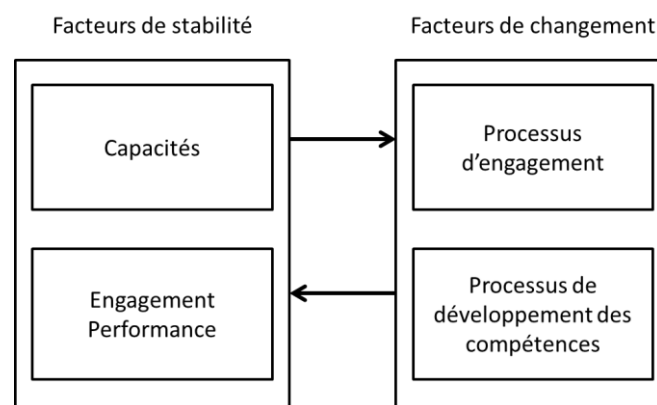 Facteurs de stabilité
Facteurs de changement
Capacités
Processus
d’engagement
Engagement
Performance
Processus de
développement des
compétences